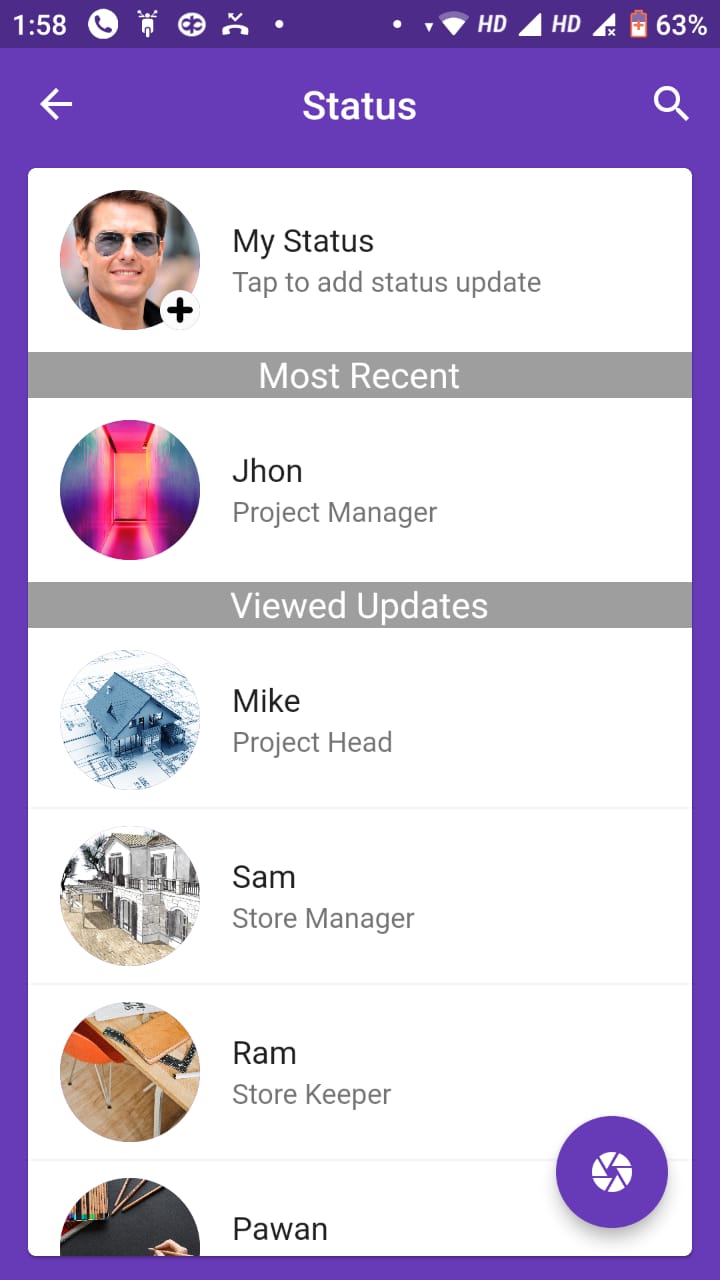 1:58 HD HD 63%
Status
My Status
Tap to add status update
Most Recent
Jhon
Project Manager
Viewed Updates
Mike
Project Head
Sam
Store Manager
Ram
Store Keeper
Pawan